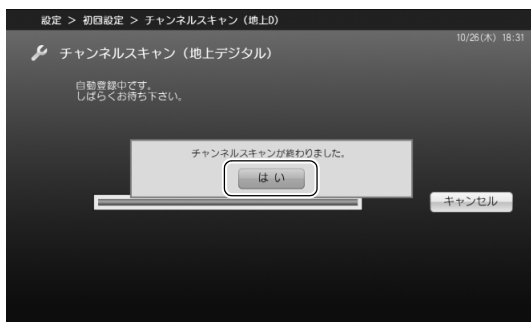 設定 > 初回設定 > チャンネルスキャン（地上D）
10/26(木) 18:31
チャンネルスキャン（地上デジタル）
自動登録中です。
しばらくお待ち下さい。
チャンネルスキャンが終わりました。
はい
キャンセル